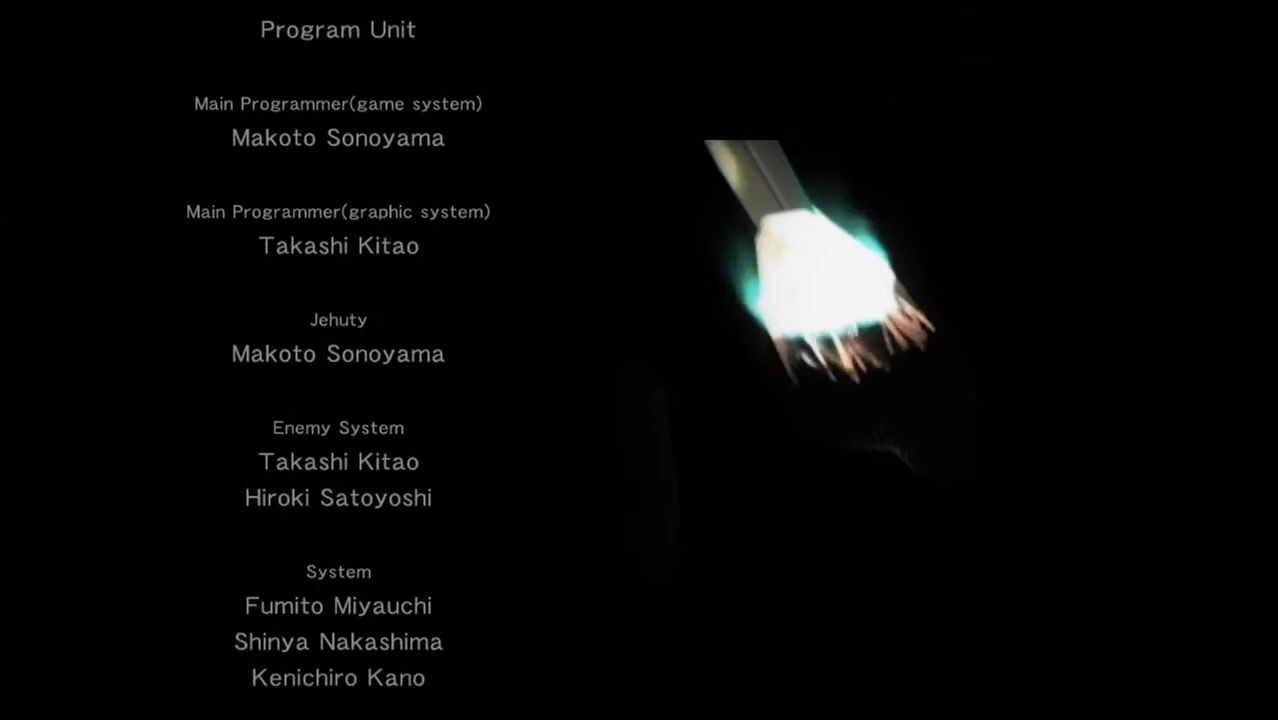 Program Unit
Main Programmer(game system)
Makoto Sonoyama
Main Programmer(graphic system)
Takashi Kitao
Jehuty
Makoto Sonoyama
Enemy System
Takashi Kitao
Hiroki Satoyoshi
System
Fumito Miyauchi
Shinya Nakashima
Kenichiro Kano